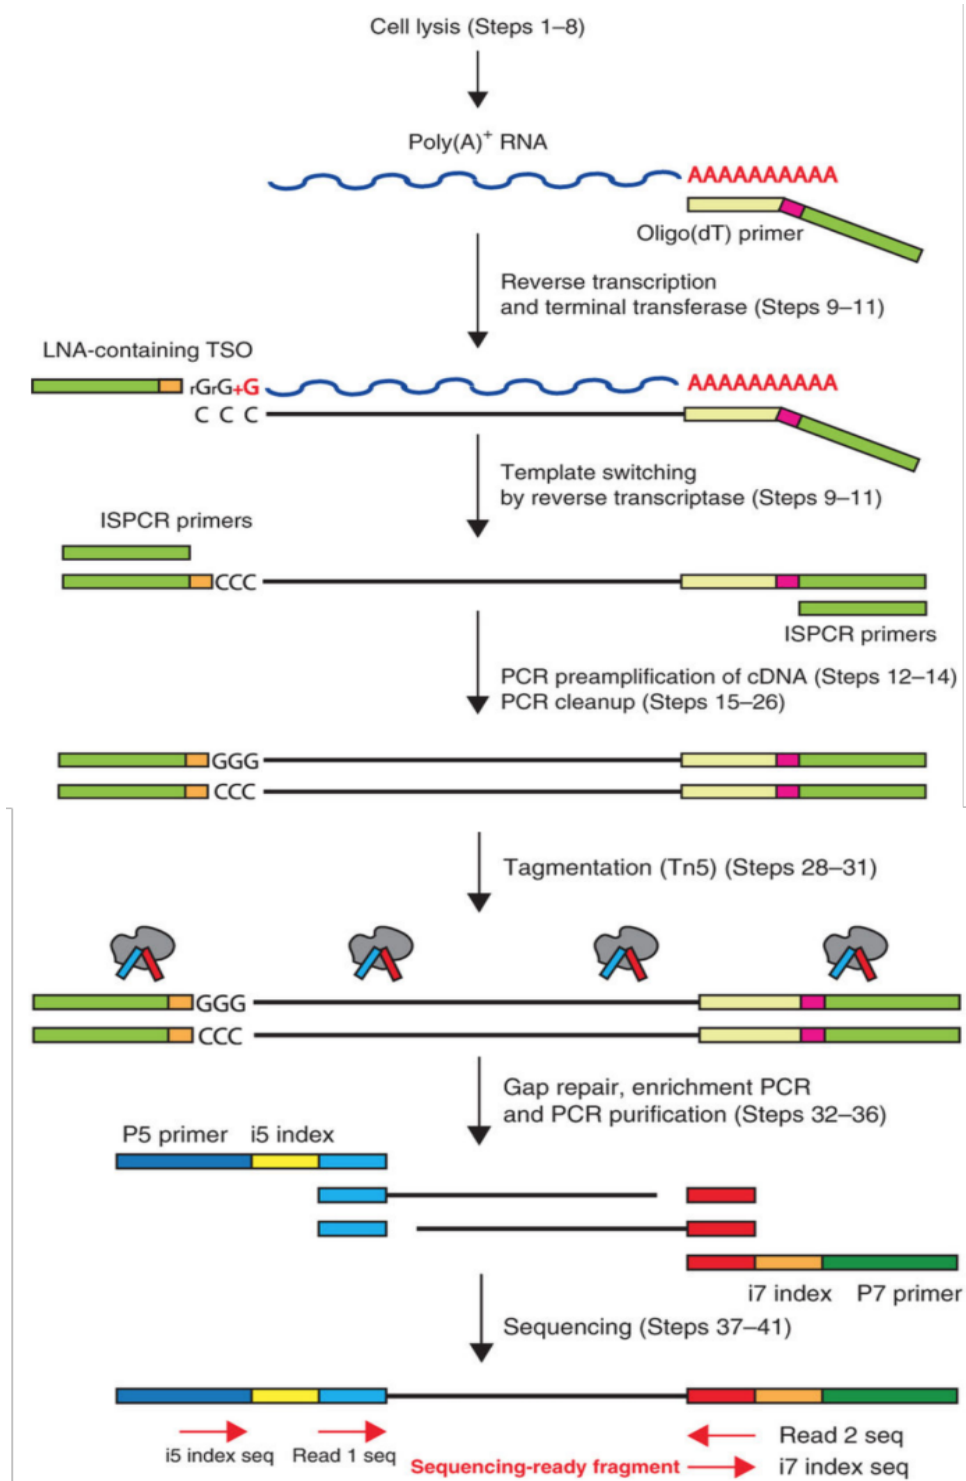 Cell lysis (Steps 1–8)
Poly(A)+ RNA
AAAAAAAAAA
Oligo(dT) primer
Reverse transcription
and terminal transferase (Steps 9–11)
LNA-containing TSO
rGrG+G
AAAAAAAAAA
C C C
Template switching
by reverse transcriptase (Steps 9–11)
ISPCR primers
CCC
ISPCR primers
PCR preamplification of cDNA (Steps 12–14)
PCR cleanup (Steps 15–26)
GGG
CCC
Tagmentation (Tn5) (Steps 28–31)
GGG
CCC
Gap repair, enrichment PCR
and PCR purification (Steps 32–36)
P5 primer i5 index
i7 index P7 primer
Sequencing (Steps 37–41)
i5 index seq Read 1 seq
Read 2 seq
Sequencing-ready fragment
i7 index seq